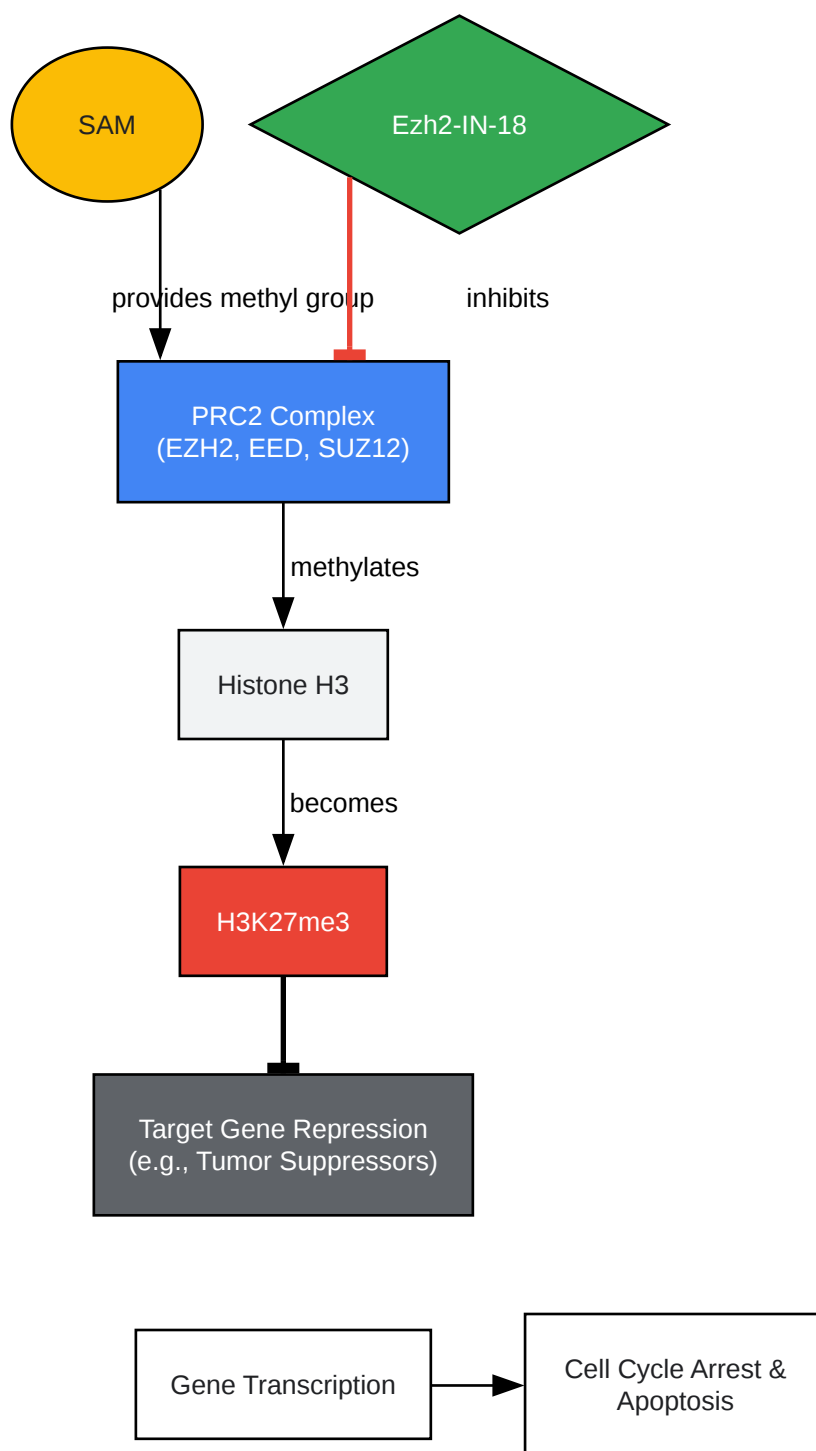 SAM
Ezh2-IN-18
provides methyl group
inhibits
PRC2 Complex
(EZH2, EED, SUZ12)
methylates
Histone H3
becomes
H3K27me3
Target Gene Repression
(e.g., Tumor Suppressors)
Gene Transcription
Cell Cycle Arrest &
Apoptosis